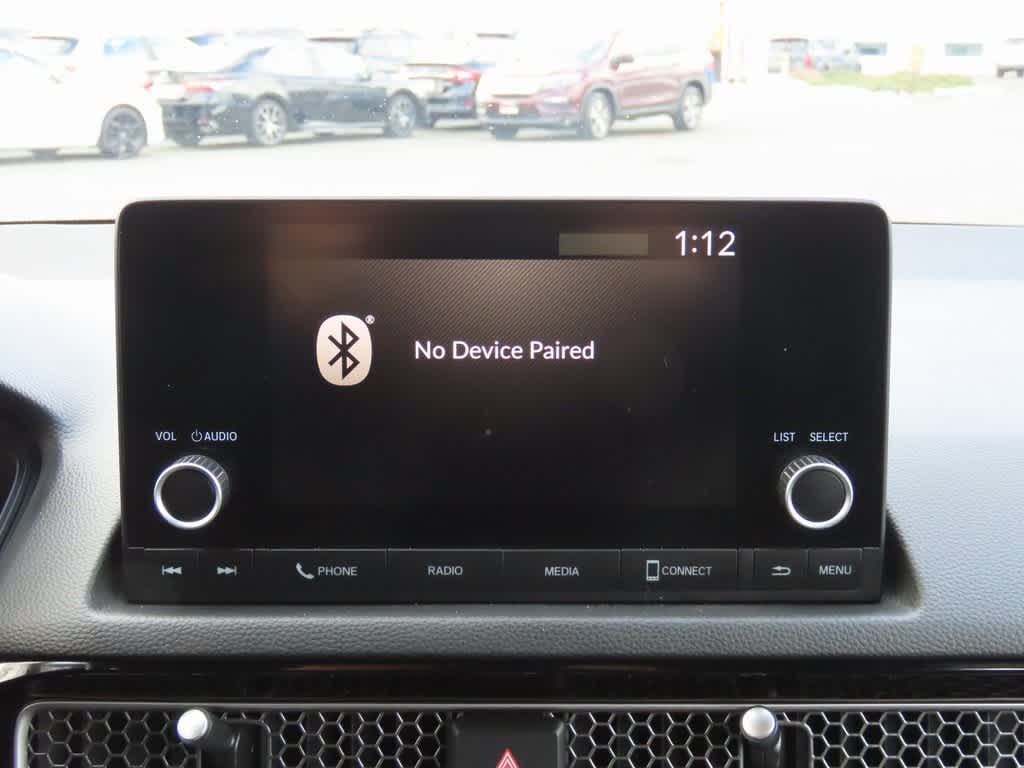 1:12
®
No Device Paired
VOL AUDIO
LIST SELECT
PHONE RADIO MEDIA CONNECT MENU